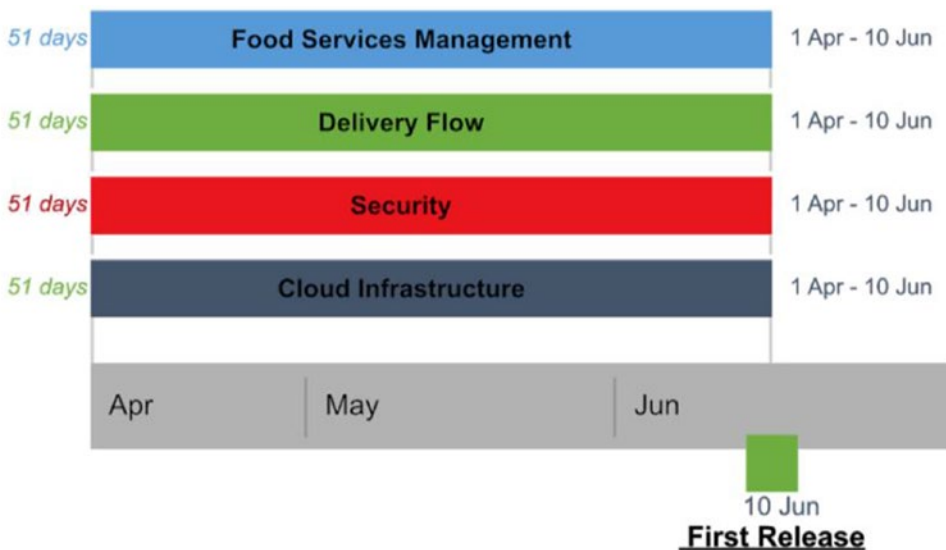 51 days Food Services Management 1 Apr - 10 Jun
51 days Delivery Flow 1 Apr - 10 Jun
51 days Security 1 Apr - 10 Jun
51 days Cloud Infrastructure 1 Apr - 10 Jun
Apr May Jun
10 Jun
First Release